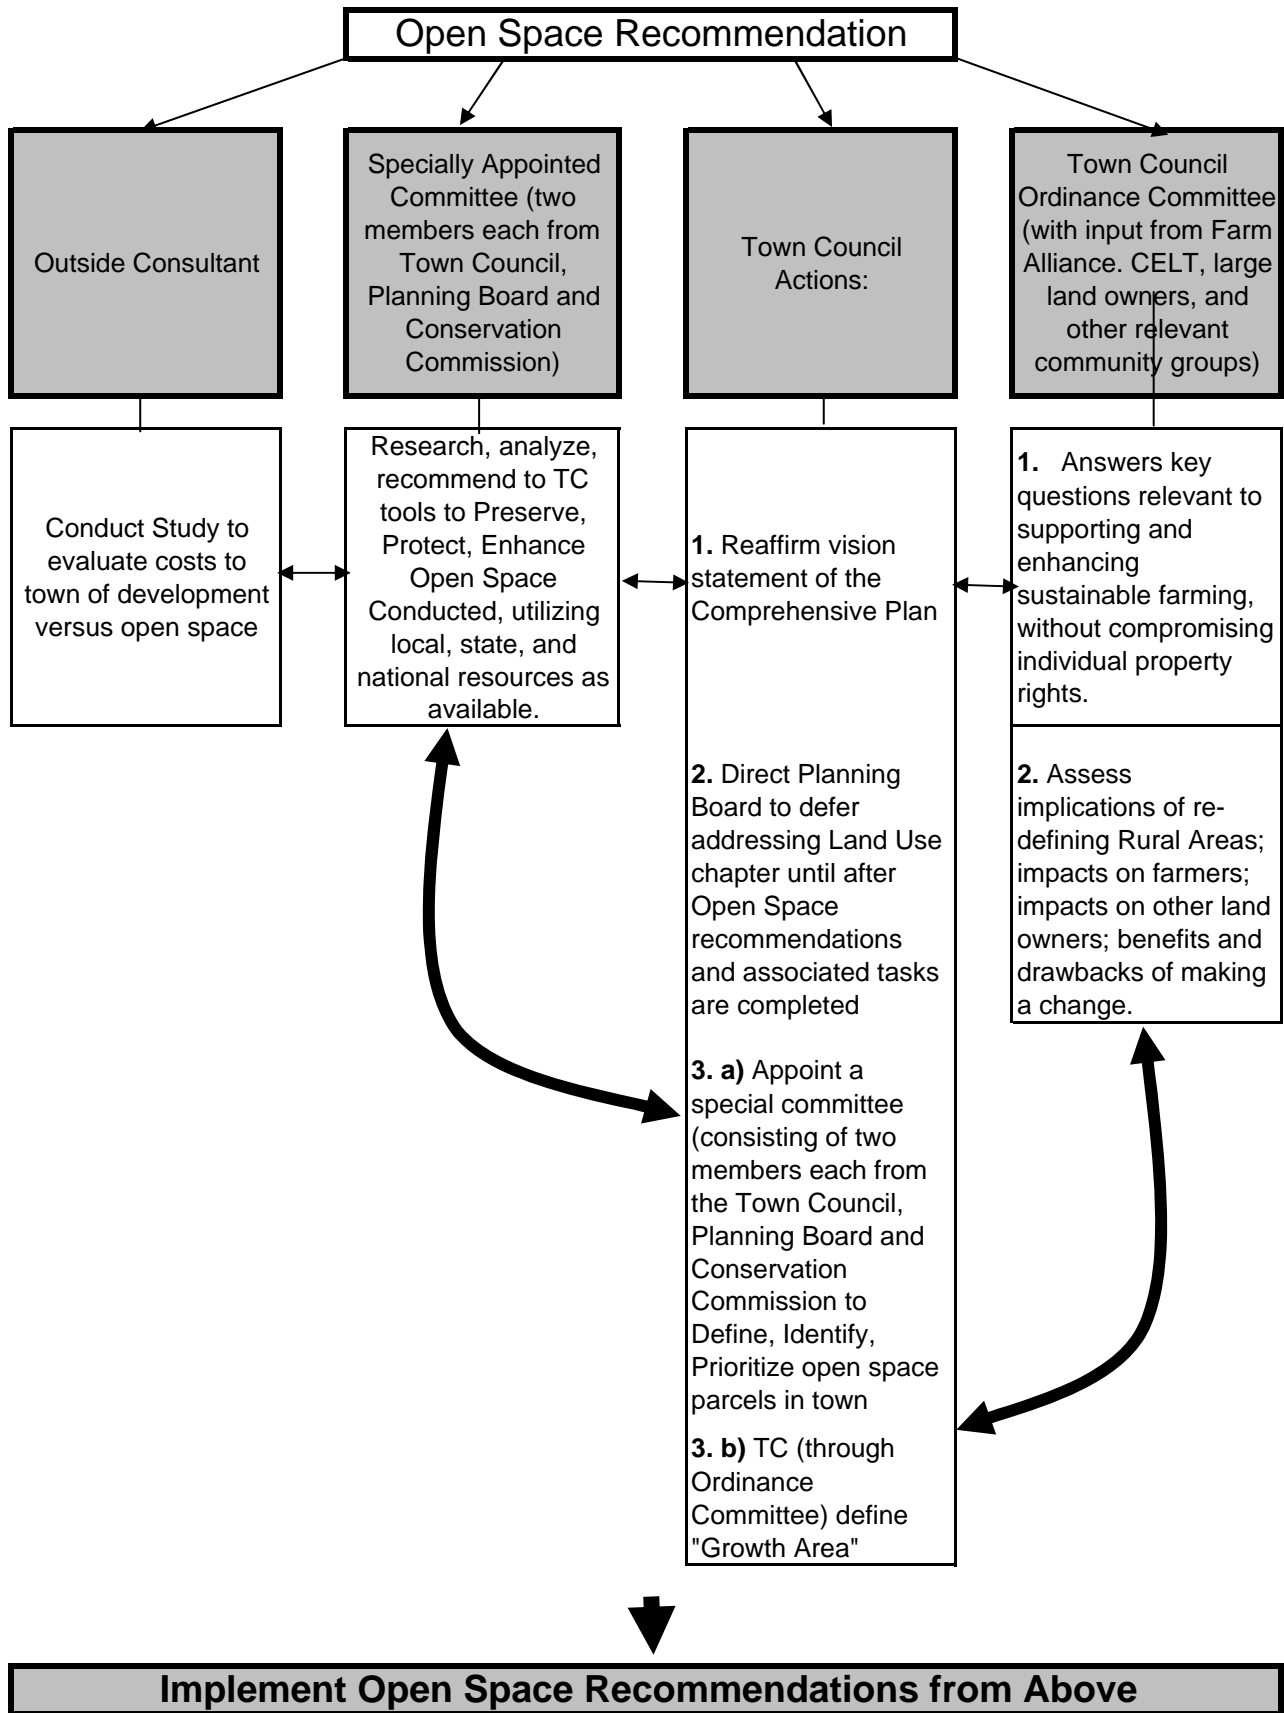 Open Space Recommendation
Outside Consultant
Specially Appointed
Committee (two
members each from
Town Council,
Planning Board and
Conservation
Commission)
Town Council
Actions:
Town Council
Ordinance Committee
(with input from Farm
Alliance. CELT, large
land owners, and
other relevant
community groups)
Conduct Study to
evaluate costs to
town of development
versus open space
Research, analyze,
recommend to TC
tools to Preserve,
Protect, Enhance
Open Space
Conducted, utilizing
local, state, and
national resources as
available.
1. Reaffirm vision
statement of the
Comprehensive Plan
2. Direct Planning
Board to defer
addressing Land Use
chapter until after
Open Space
recommendations
and associated tasks
are completed
3. a) Appoint a
special committee
(consisting of two
members each from
the Town Council,
Planning Board and
Conservation
Commission to
Define, Identify,
Prioritize open space
parcels in town
3. b) TC (through
Ordinance
Committee) define
"Growth Area"
1. Answers key
questions relevant to
supporting and
enhancing
sustainable farming,
without compromising
individual property
rights.
2. Assess
implications of re-
defining Rural Areas;
impacts on farmers;
impacts on other land
owners; benefits and
drawbacks of making
a change.
Implement Open Space Recommendations from Above